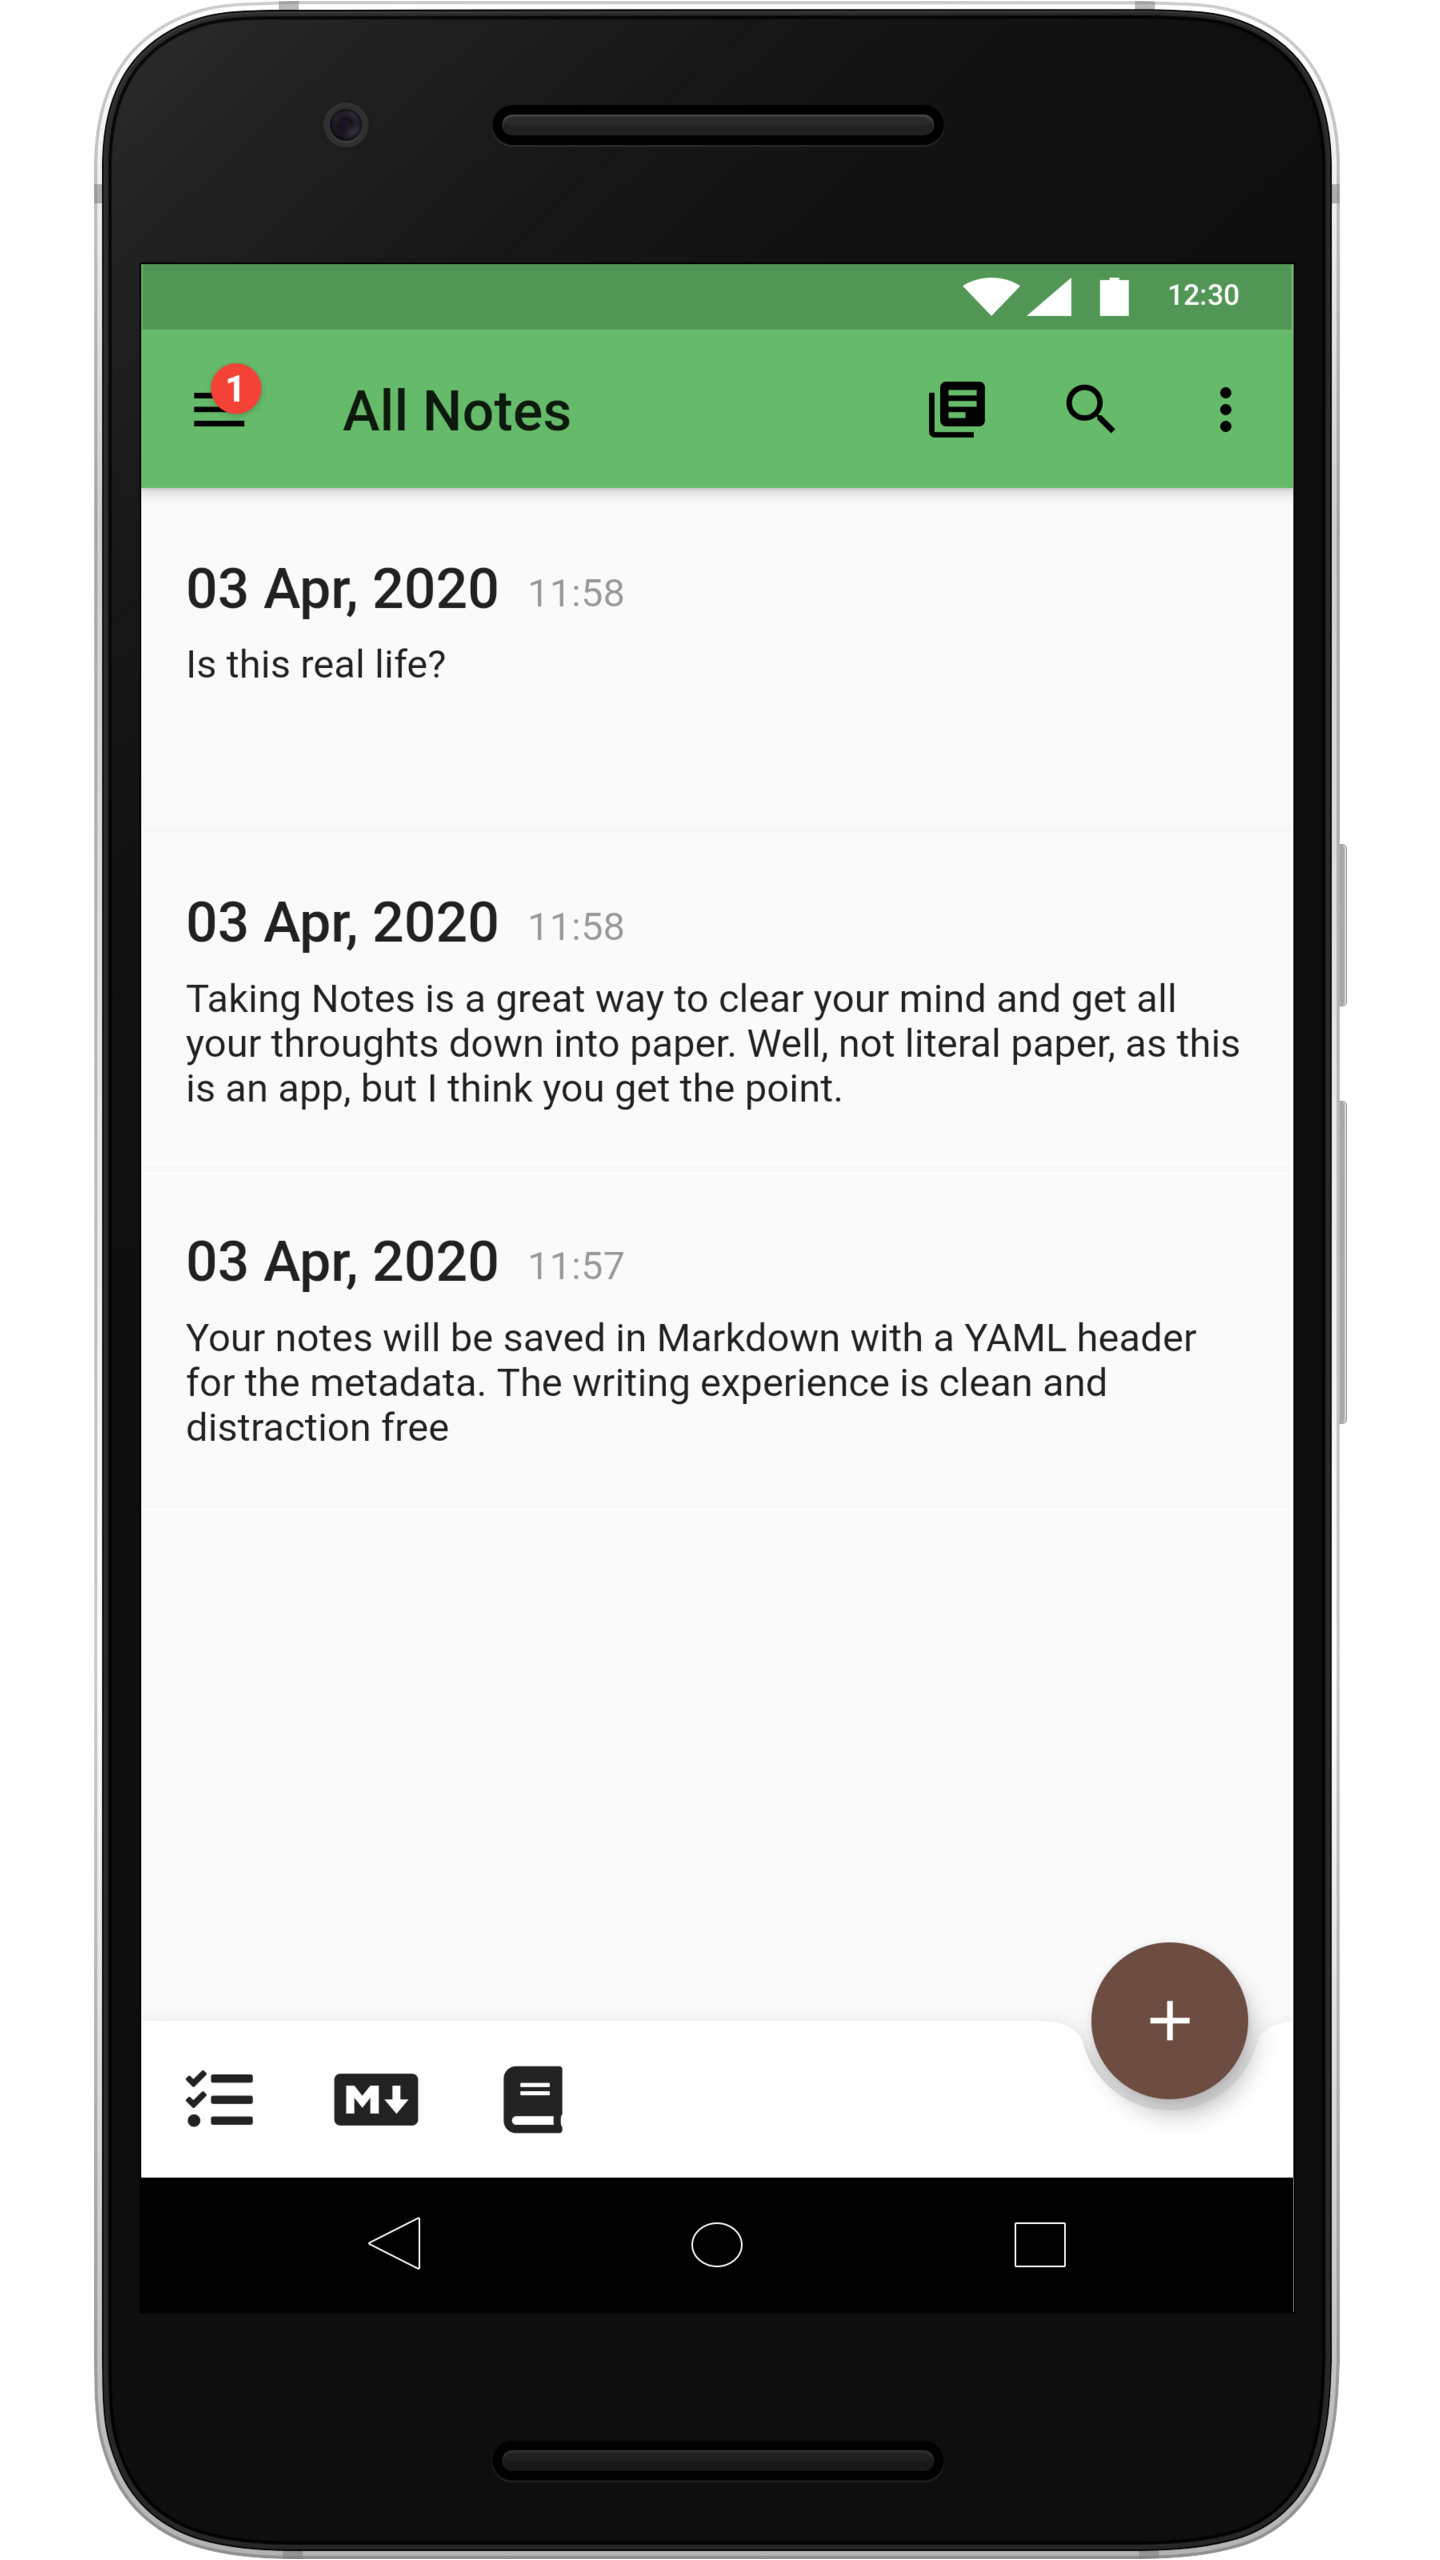 12:30
1
All Notes
03 Apr, 2020 11:58
Is this real life?
03 Apr, 2020 11:58
Taking Notes is a great way to clear your mind and get all
your throughts down into paper. Well, not literal paper, as this
is an app, but I think you get the point.
03 Apr, 2020 11:57
Your notes will be saved in Markdown with a YAML header
for the metadata. The writing experience is clean and
distraction free
M